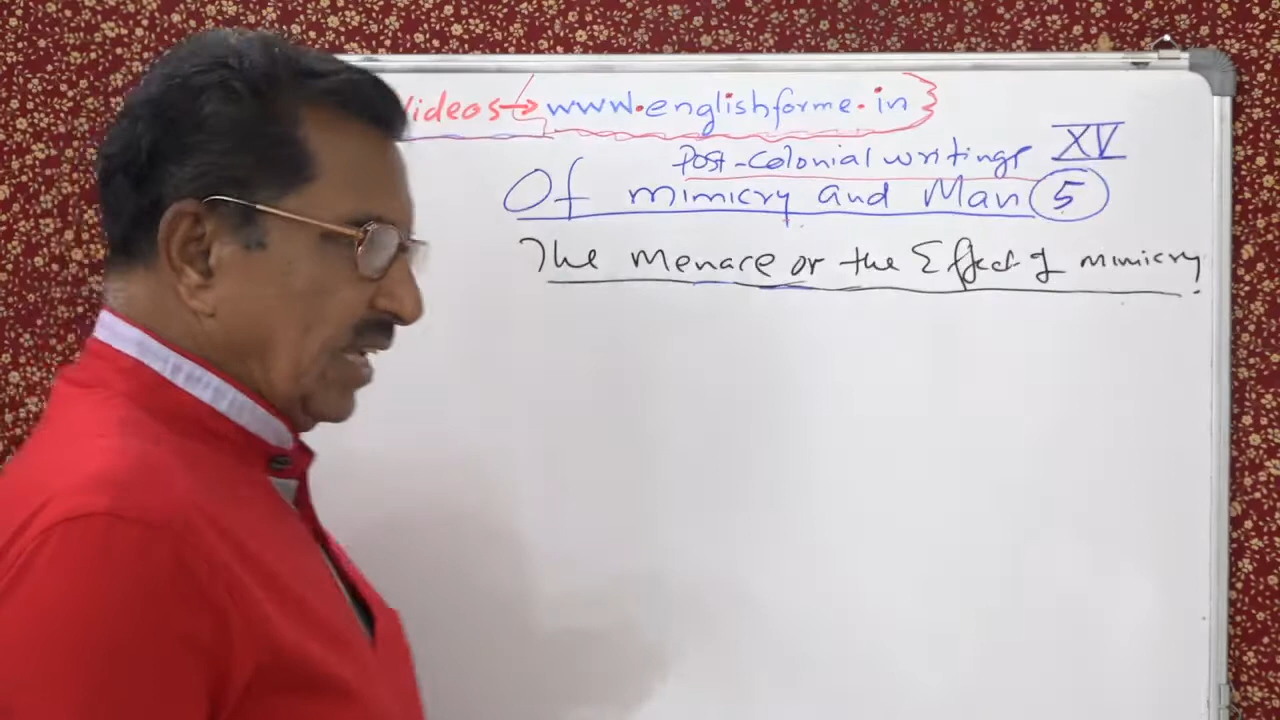 Videos → www.englishforme.in
Post-Colonial writings XV
Of mimicry and Man 5
The Menace or the Effect of mimicry